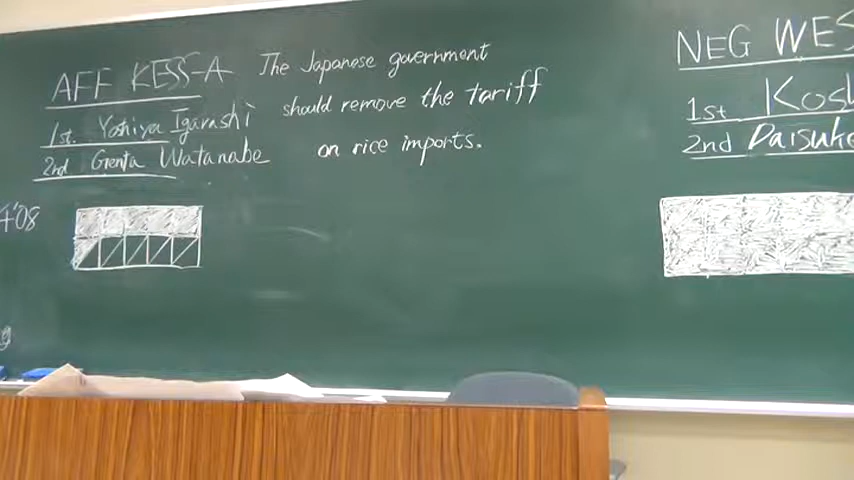 AFF KESS-A
1st. Yoshiya Igarashi
2nd Genta Watanabe
The Japanese government
should remove the tariff
on rice imports.
NEG WES
1st Kosh
2nd Daisuke
4'08